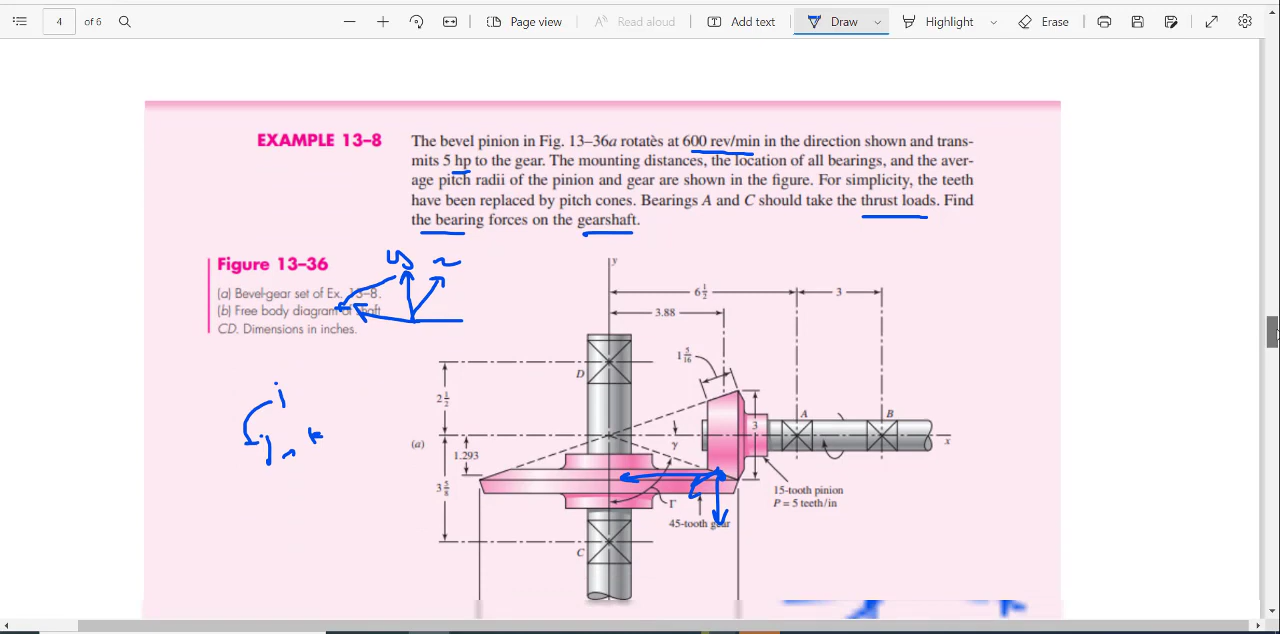 4 of 6 Page view Read aloud Add text Draw Highlight Erase
EXAMPLE 13–8
The bevel pinion in Fig. 13–36a rotatès at 600 rev/min in the direction shown and trans-
mits 5 hp to the gear. The mounting distances, the location of all bearings, and the aver-
age pitch radii of the pinion and gear are shown in the figure. For simplicity, the teeth
have been replaced by pitch cones. Bearings A and C should take the thrust loads. Find
the bearing forces on the gearshaft.
Figure 13–36
(a) Bevel-gear set of Ex. 13–8.
(b) Free body diagram of shaft
CD. Dimensions in inches.
y
z
i
j
k
(a)
y
6 1/2
3
3.88
1 5/16
D
2 1/2
A
B
3
γ
x
1.293
3 5/8
Γ
15-tooth pinion
P = 5 teeth/in
45-tooth gear
C